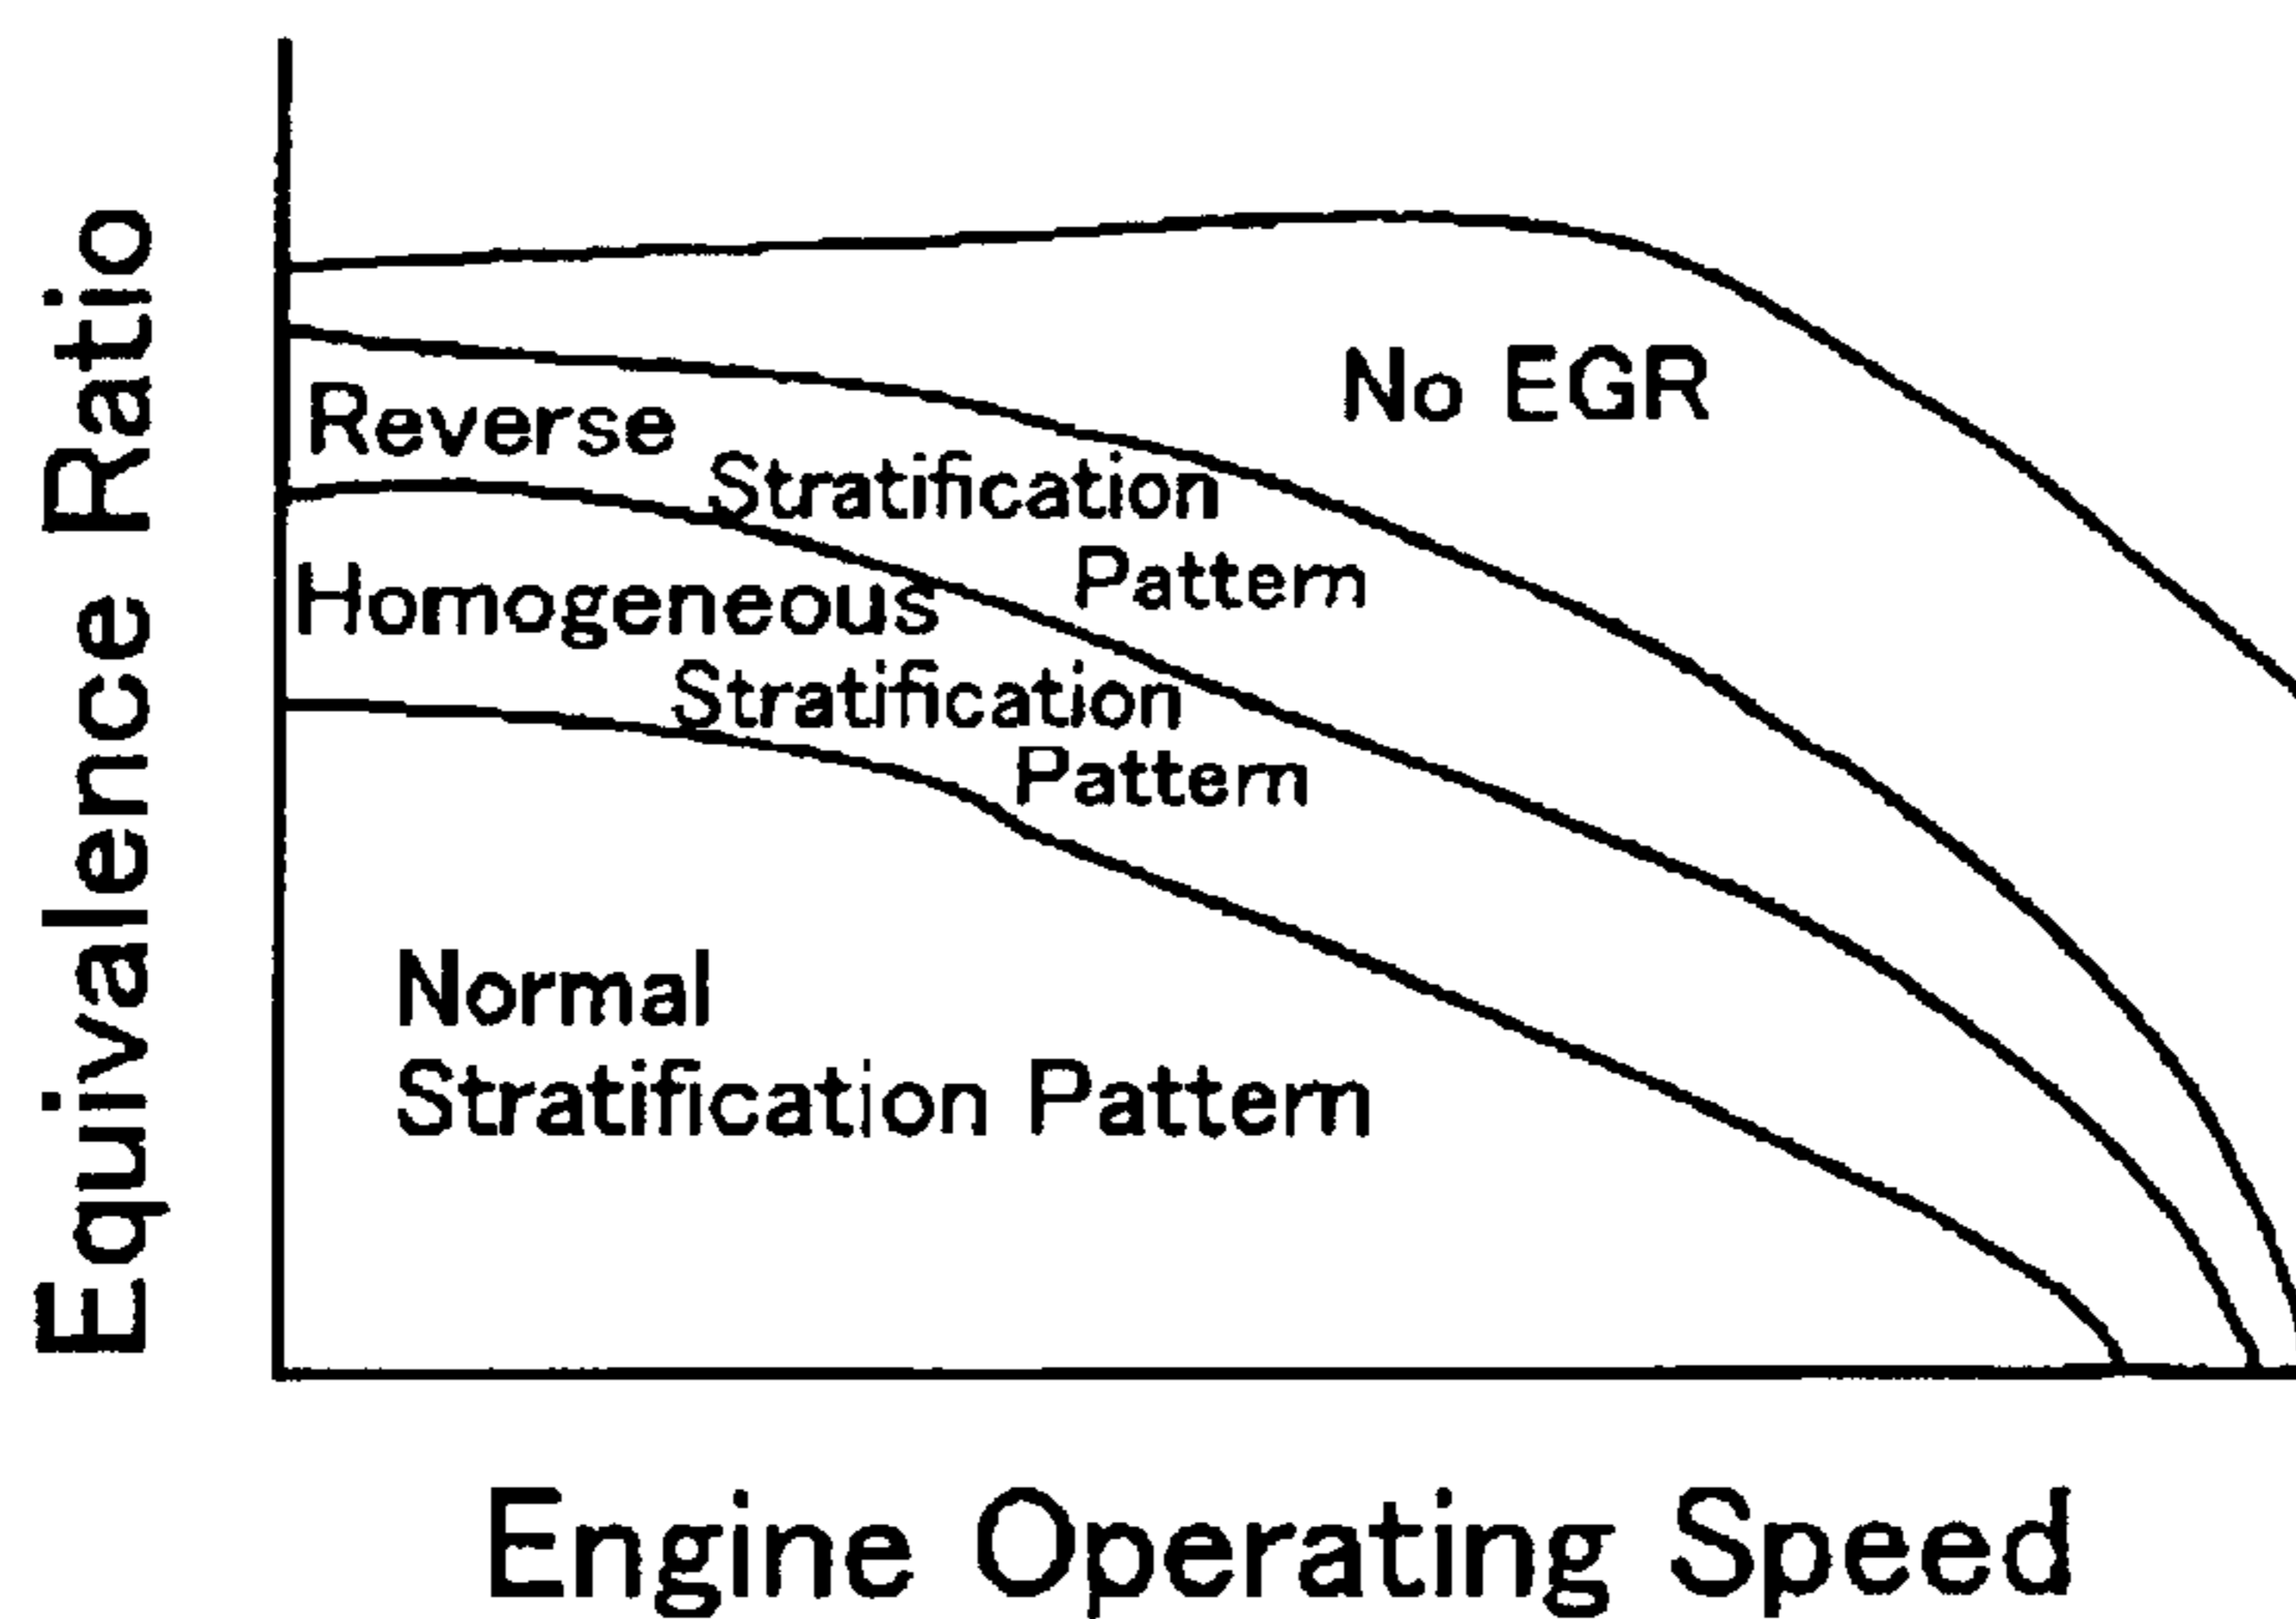 Equivalence Ratio
No EGR
Reverse
Stratification
Pattern
Homogeneous
Stratification
Pattern
Normal
Stratification Pattern
Engine Operating Speed